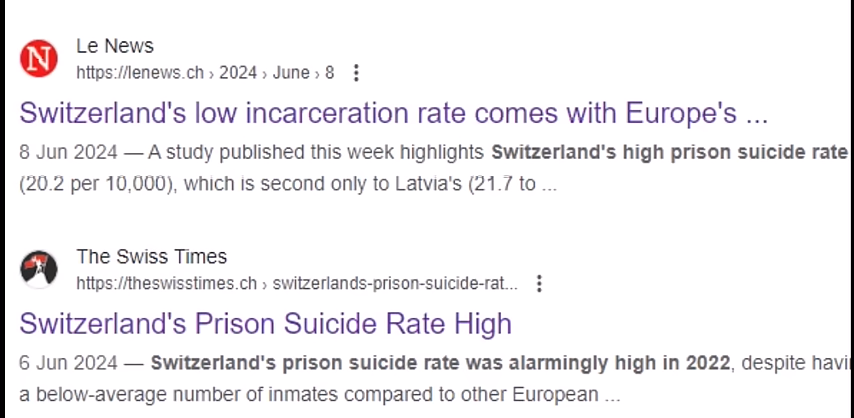 Le News
https://lenews.ch › 2024 › June › 8
Switzerland's low incarceration rate comes with Europe's ...
8 Jun 2024 — A study published this week highlights Switzerland's high prison suicide rate
(20.2 per 10,000), which is second only to Latvia's (21.7 to ...
The Swiss Times
https://theswisstimes.ch › switzerlands-prison-suicide-rat...
Switzerland's Prison Suicide Rate High
6 Jun 2024 — Switzerland's prison suicide rate was alarmingly high in 2022, despite havi
a below-average number of inmates compared to other European ...